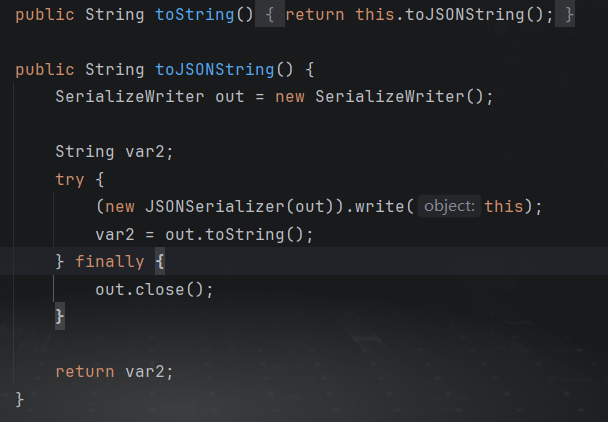 public String toString() { return this.toJSONString(); }
public String toJSONString() {
SerializeWriter out = new SerializeWriter();
String var2;
try {
(new JSONSerializer(out)).write( object: this);
var2 = out.toString();
} finally {
out.close();
}
return var2;
}